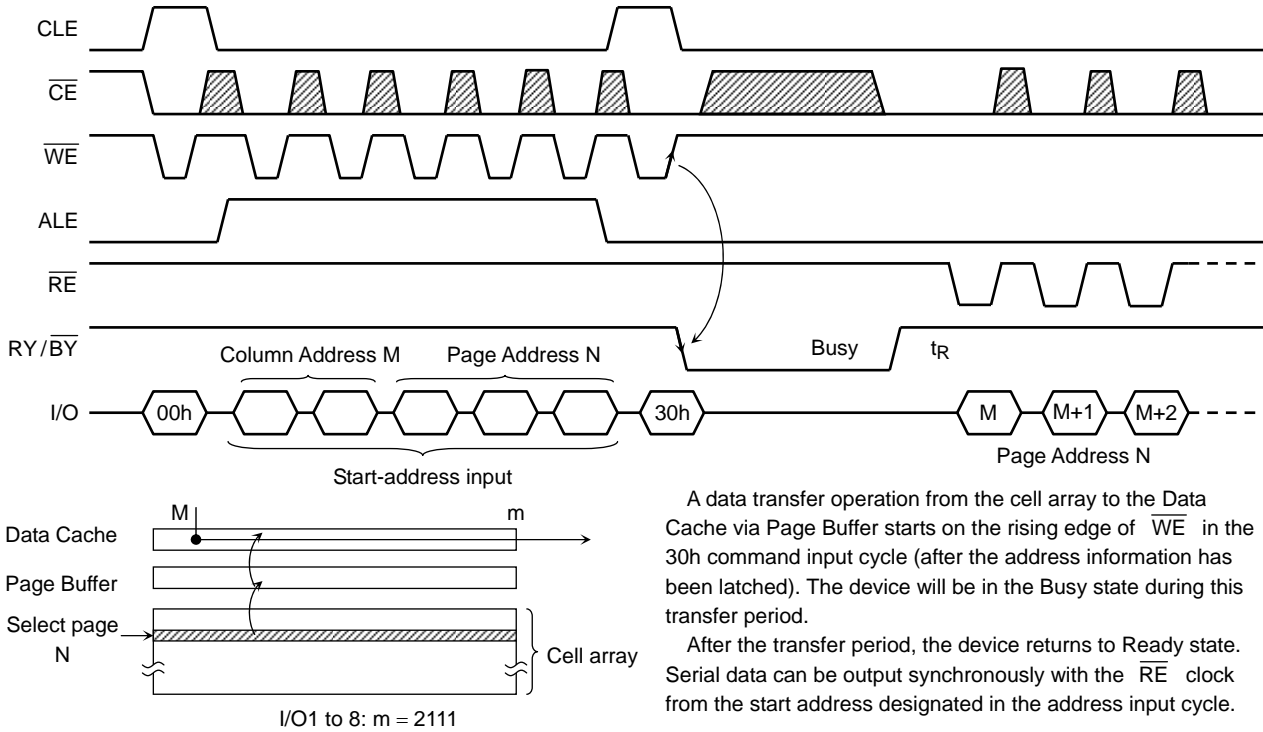 CLE
CE
WE
ALE
RE
RY/BY
Busy
tR
Column Address M
Page Address N
I/O
00h
30h
M
M+1
M+2
Page Address N
Start-address input
M
m
Data Cache
Page Buffer
Select page
N
Cell array
I/O1 to 8: m = 2111
A data transfer operation from the cell array to the Data
Cache via Page Buffer starts on the rising edge of WE in the
30h command input cycle (after the address information has
been latched). The device will be in the Busy state during this
transfer period.
After the transfer period, the device returns to Ready state.
Serial data can be output synchronously with the RE clock
from the start address designated in the address input cycle.